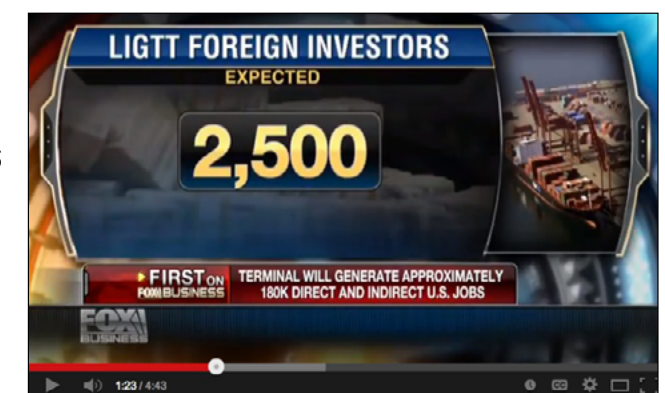 LIGTT FOREIGN INVESTORS
EXPECTED
2,500
FIRST ON
FOX BUSINESS
TERMINAL WILL GENERATE APPROXIMATELY
180K DIRECT AND INDIRECT U.S. JOBS
FOX
BUSINESS
1:23 / 4:43
CC